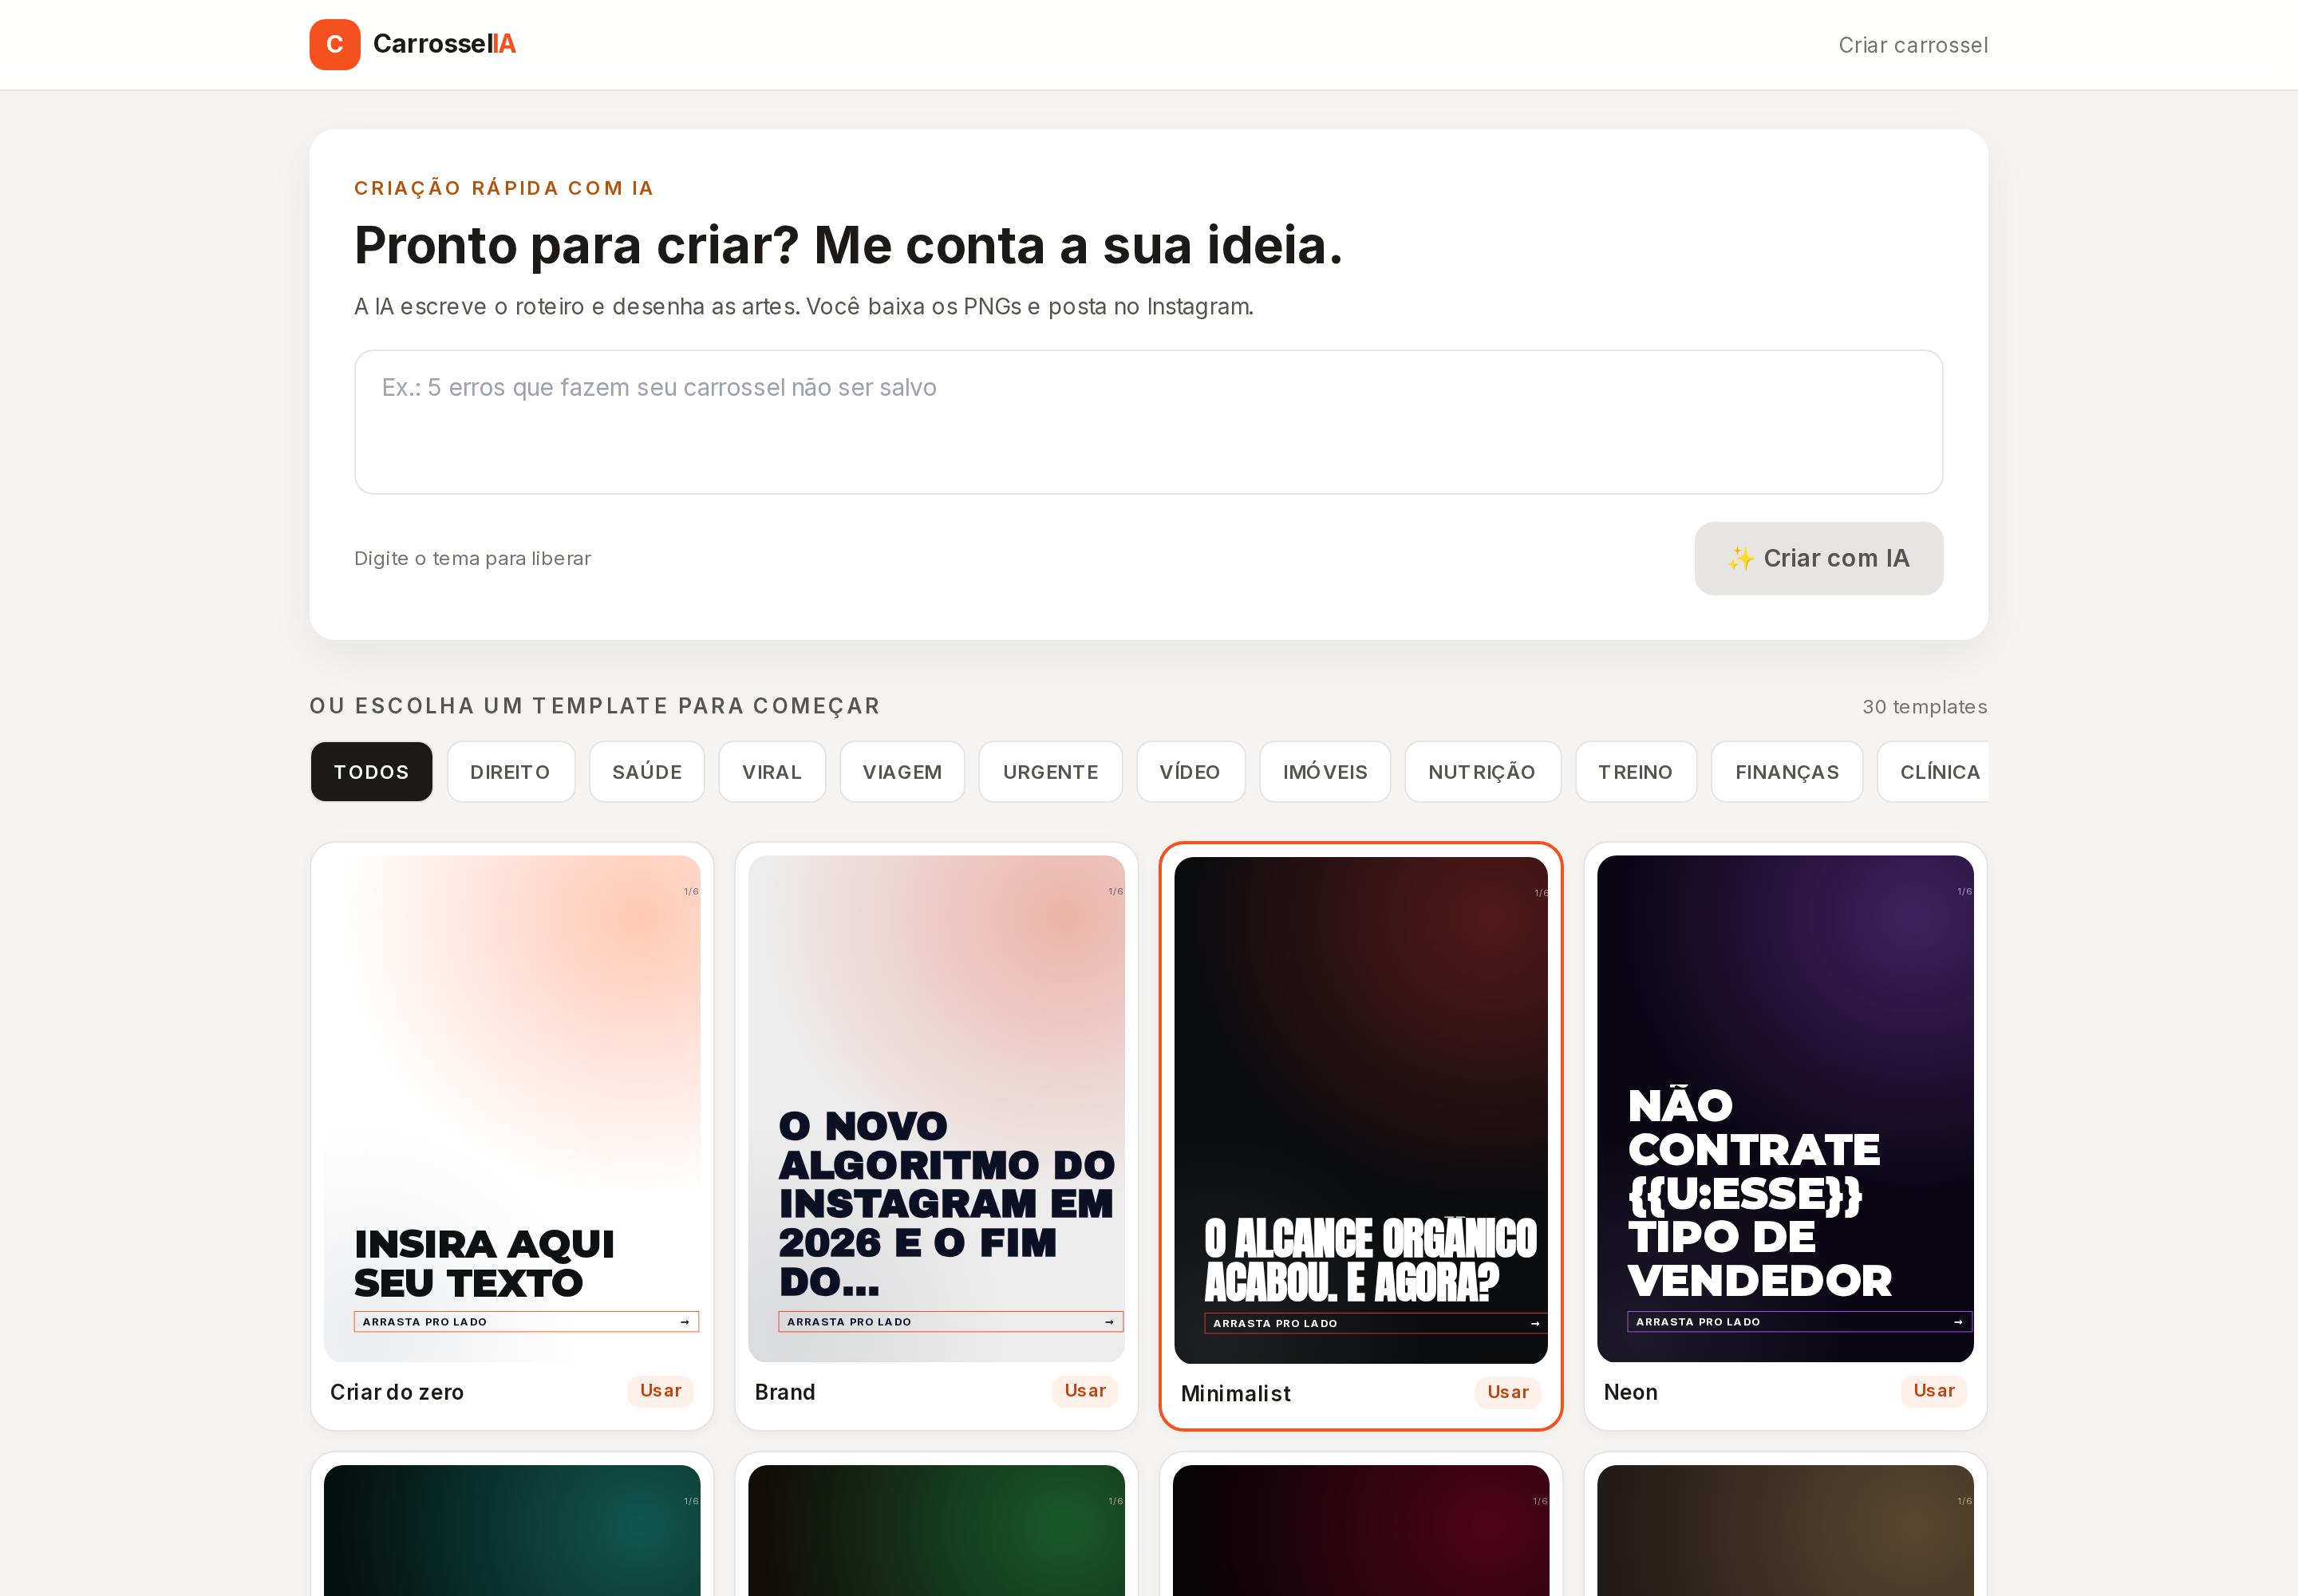 C CarrosselIA
Criar carrossel
CRIAÇÃO RÁPIDA COM IA
Pronto para criar? Me conta a sua ideia.
A IA escreve o roteiro e desenha as artes. Você baixa os PNGs e posta no Instagram.
Ex.: 5 erros que fazem seu carrossel não ser salvo
Digite o tema para liberar
✨ Criar com IA
OU ESCOLHA UM TEMPLATE PARA COMEÇAR
30 templates
TODOS DIREITO SAÚDE VIRAL VIAGEM URGENTE VÍDEO IMÓVEIS NUTRIÇÃO TREINO FINANÇAS CLÍNICA
1/6
INSIRA AQUI
SEU TEXTO
ARRASTA PRO LADO →
Criar do zero
Usar
1/6
O NOVO
ALGORITMO DO
INSTAGRAM EM
2026 E O FIM
DO...
ARRASTA PRO LADO →
Brand
Usar
1/6
O ALCANCE ORGÂNICO
ACABOU. E AGORA?
ARRASTA PRO LADO →
Minimalist
Usar
1/6
NÃO
CONTRATE
{{U:ESSE}}
TIPO DE
VENDEDOR
ARRASTA PRO LADO →
Neon
Usar
1/6
1/6
1/6
1/6